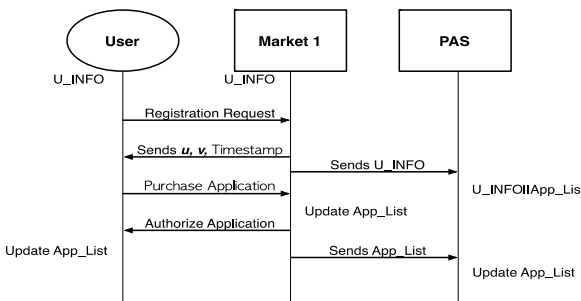 User
Market 1
PAS
U_INFO
U_INFO
Registration Request
Sends u, v, Timestamp
Sends U_INFO
Purchase Application
U_INFOIIApp_Lis
Update App_List
Authorize Application
Update App_List
Sends App_List
Update App_List